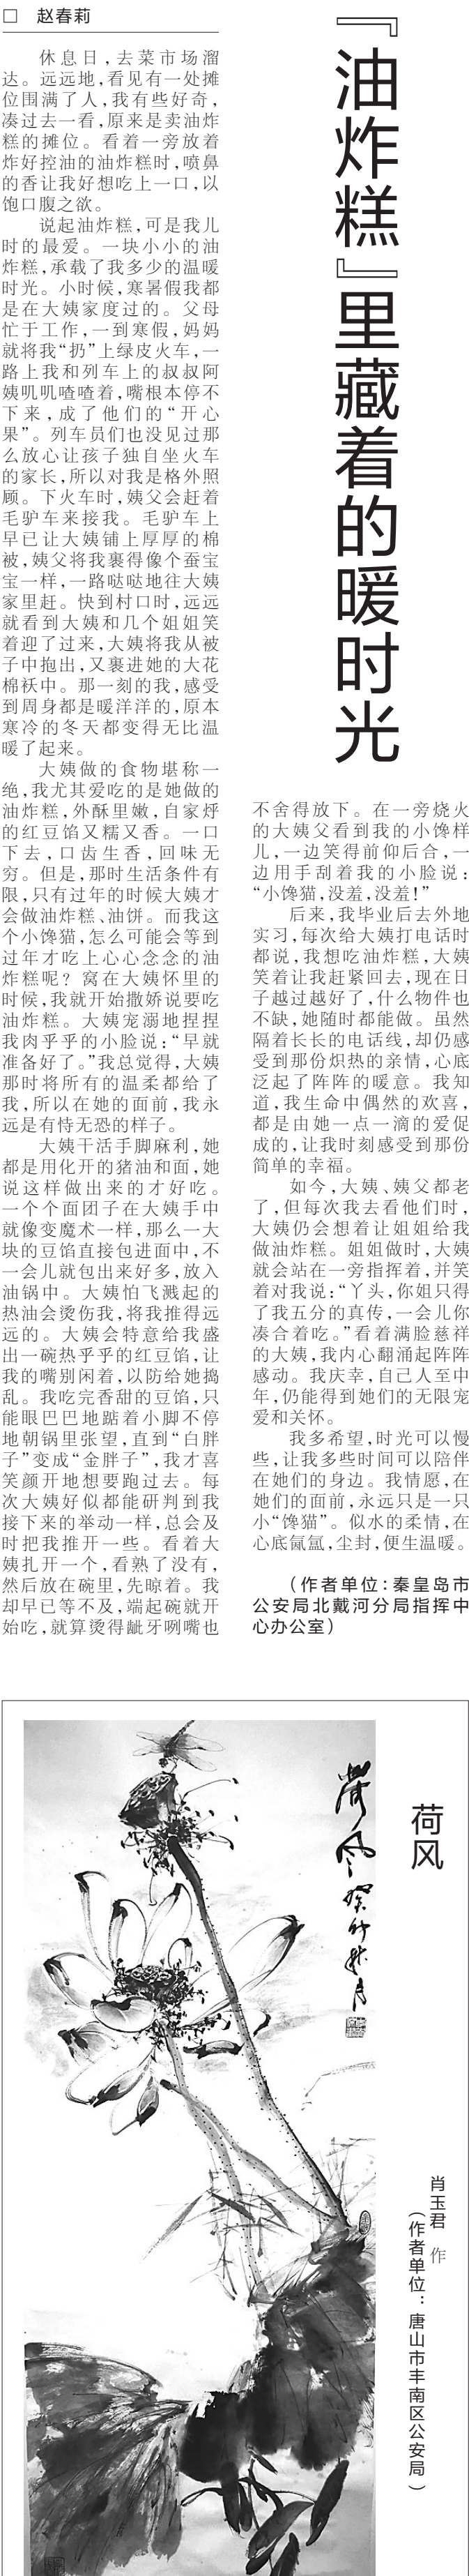 『油炸糕』里藏着的暖时光
□ 赵春莉
休息日,去菜市场溜
达。远远地,看见有一处摊
位围满了人,我有些好奇,
凑过去一看,原来是卖油炸
糕的摊位。看着一旁放着
炸好控油的油炸糕时,喷鼻
的香让我好想吃上一口,以
饱口腹之欲。
说起油炸糕,可是我儿
时的最爱。一块小小的油
炸糕,承载了我多少的温暖
时光。小时候,寒暑假我都
是在大姨家度过的。父母
忙于工作,一到寒假,妈妈
就将我“扔”上绿皮火车,一
路上我和列车上的叔叔阿
姨叽叽喳喳着,嘴根本停不
下来,成了他们的“开心
果”。列车员们也没见过那
么放心让孩子独自坐火车
的家长,所以对我是格外照
顾。下火车时,姨父会赶着
毛驴车来接我。毛驴车上
早已让大姨铺上厚厚的棉
被,姨父将我裹得像个蚕宝
宝一样,一路哒哒地往大姨
家里赶。快到村口时,远远
就看到大姨和几个姐姐笑
着迎了过来,大姨将我从被
子中抱出,又裹进她的大花
棉袄中。那一刻的我,感受
到周身都是暖洋洋的,原本
寒冷的冬天都变得无比温
暖了起来。
大姨做的食物堪称一
绝,我尤其爱吃的是她做的
油炸糕,外酥里嫩,自家烀
的红豆馅又糯又香。一口
下去,口齿生香,回味无
穷。但是,那时生活条件有
限,只有过年的时候大姨才
会做油炸糕、油饼。而我这
个小馋猫,怎么可能会等到
过年才吃上心心念念的油
炸糕呢?窝在大姨怀里的
时候,我就开始撒娇说要吃
油炸糕。大姨宠溺地捏捏
我肉乎乎的小脸说:“早就
准备好了。”我总觉得,大姨
那时将所有的温柔都给了
我,所以在她的面前,我永
远是有恃无恐的样子。
大姨干活手脚麻利,她
都是用化开的猪油和面,她
说这样做出来的才好吃。
一个个面团子在大姨手中
就像变魔术一样,那么一大
块的豆馅直接包进面中,不
一会儿就包出来好多,放入
油锅中。大姨怕飞溅起的
热油会烫伤我,将我推得远
远的。大姨会特意给我盛
出一碗热乎乎的红豆馅,让
我的嘴别闲着,以防给她捣
乱。我吃完香甜的豆馅,只
能眼巴巴地踮着小脚不停
地朝锅里张望,直到“白胖
子”变成“金胖子”,我才喜
笑颜开地想要跑过去。每
次大姨好似都能研判到我
接下来的举动一样,总会及
时把我推开一些。看着大
姨扎开一个,看熟了没有,
然后放在碗里,先晾着。我
却早已等不及,端起碗就开
始吃,就算烫得龇牙咧嘴也
不舍得放下。在一旁烧火
的大姨父看到我的小馋样
儿,一边笑得前仰后合,一
边用手刮着我的小脸说:
“小馋猫,没羞,没羞!”
后来,我毕业后去外地
实习,每次给大姨打电话时
都说,我想吃油炸糕,大姨
笑着让我赶紧回去,现在日
子越过越好了,什么物件也
不缺,她随时都能做。虽然
隔着长长的电话线,却仍感
受到那份炽热的亲情,心底
泛起了阵阵的暖意。我知
道,我生命中偶然的欢喜,
都是由她一点一滴的爱促
成的,让我时刻感受到那份
简单的幸福。
如今,大姨、姨父都老
了,但每次我去看他们时,
大姨仍会想着让姐姐给我
做油炸糕。姐姐做时,大姨
就会站在一旁指挥着,并笑
着对我说:“丫头,你姐只得
了我五分的真传,一会儿你
凑合着吃。”看着满脸慈祥
的大姨,我内心翻涌起阵阵
感动。我庆幸,自己人至中
年,仍能得到她们的无限宠
爱和关怀。
我多希望,时光可以慢
些,让我多些时间可以陪伴
在她们的身边。我情愿,在
她们的面前,永远只是一只
小“馋猫”。似水的柔情,在
心底氤氲,尘封,便生温暖。
(作者单位:秦皇岛市
公安局北戴河分局指挥中
心办公室)
荷风
肖玉君 作
(作者单位:唐山市丰南区公安局)
荷风 癸卯秋月